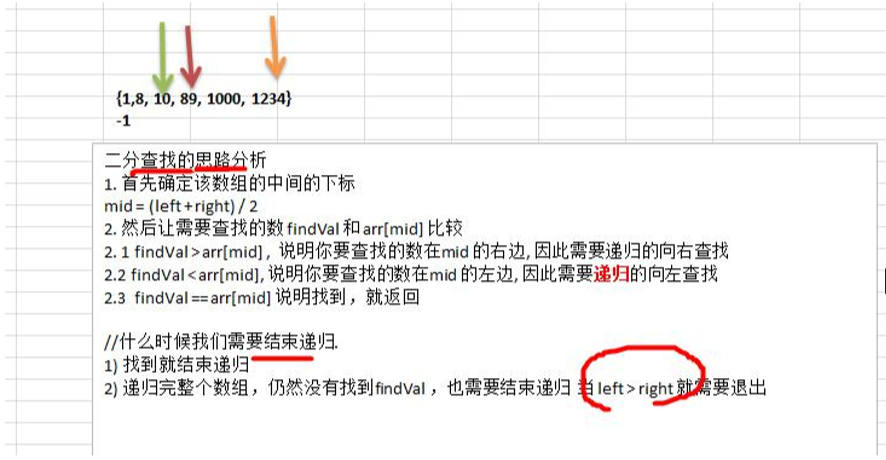 {1,8, 10, 89, 1000, 1234}
-1
二分查找的思路分析
1. 首先确定该数组的中间的下标
mid = (left + right) / 2
2. 然后让需要查找的数 findVal 和 arr[mid] 比较
2. 1 findVal > arr[mid] , 说明你要查找的数在mid 的右边, 因此需要递归的向右查找
2.2 findVal < arr[mid], 说明你要查找的数在mid 的左边, 因此需要递归的向左查找
2.3 findVal == arr[mid] 说明找到，就返回
//什么时候我们需要结束递归.
1) 找到就结束递归
2) 递归完整个数组，仍然没有找到findVal ，也需要结束递归 当 left > right 就需要退出